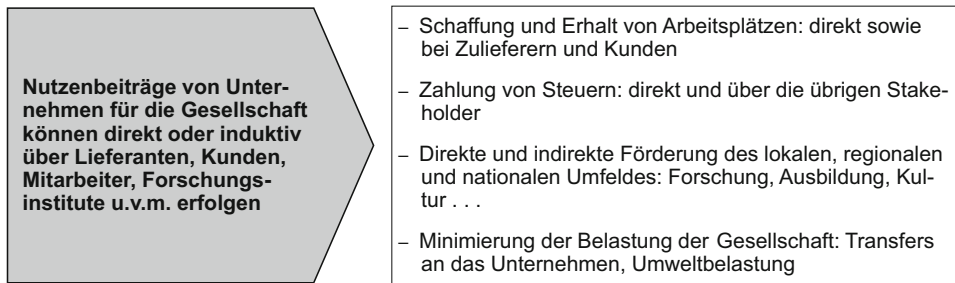 Nutzenbeiträge von Unter-
nehmen für die Gesellschaft
können direkt oder induktiv
über Lieferanten, Kunden,
Mitarbeiter, Forschungs-
institute u.v.m. erfolgen
– Schaffung und Erhalt von Arbeitsplätzen: direkt sowie
bei Zulieferern und Kunden
– Zahlung von Steuern: direkt und über die übrigen Stake-
holder
– Direkte und indirekte Förderung des lokalen, regionalen
und nationalen Umfeldes: Forschung, Ausbildung, Kul-
tur . . .
– Minimierung der Belastung der Gesellschaft: Transfers
an das Unternehmen, Umweltbelastung